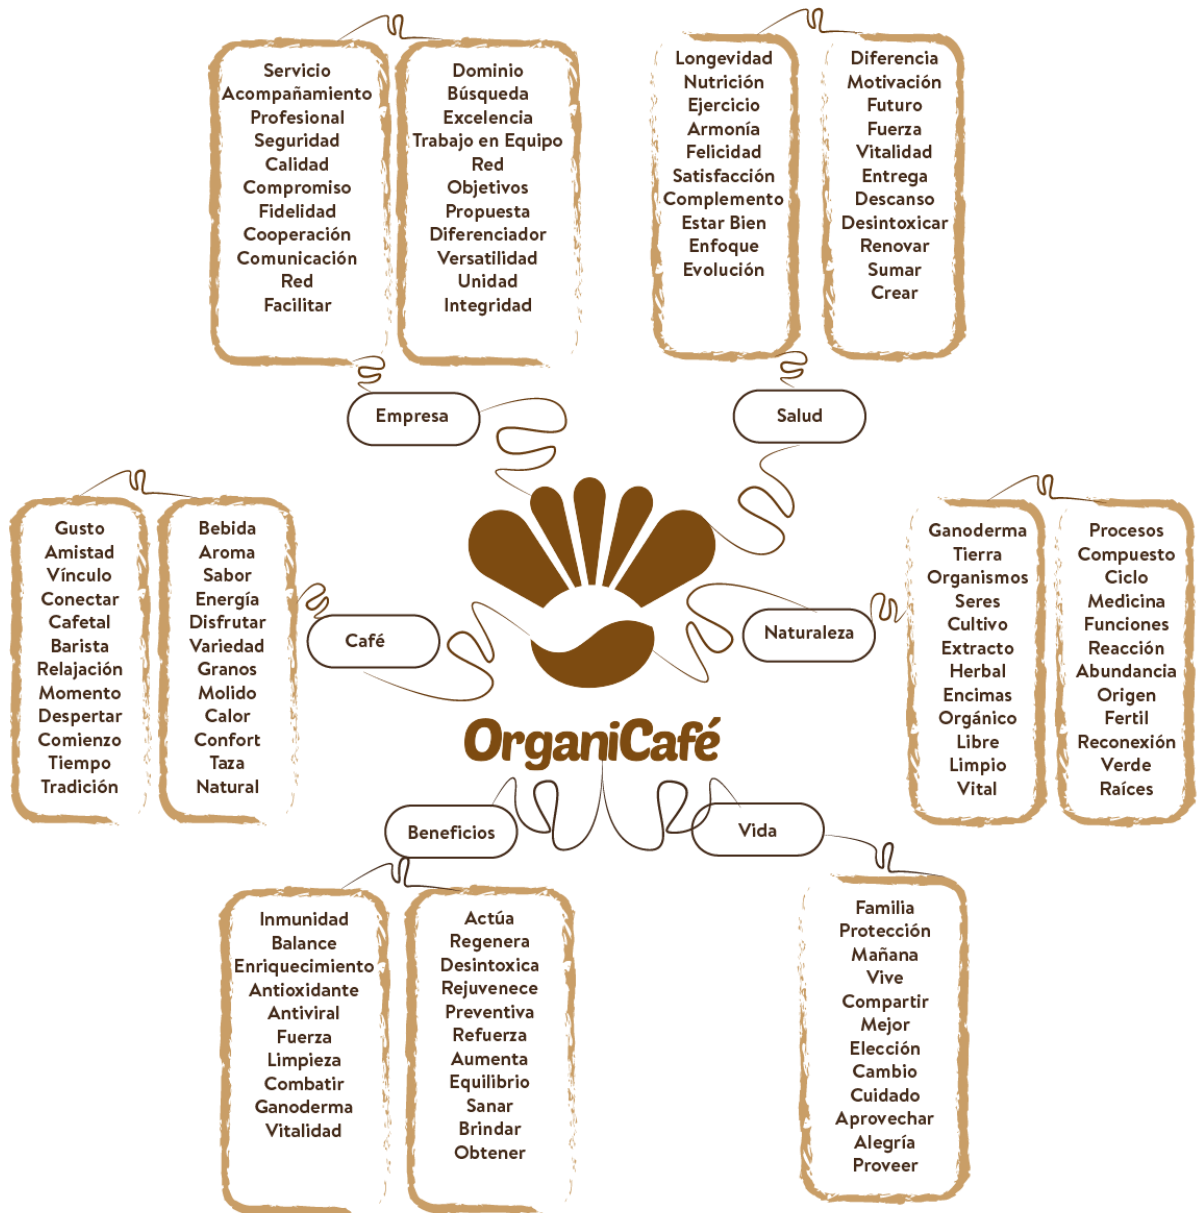 Servicio
Acompañamiento
Profesional
Seguridad
Calidad
Compromiso
Fidelidad
Cooperación
Comunicación
Red
Facilitar
Dominio
Búsqueda
Excelencia
Trabajo en Equipo
Red
Objetivos
Propuesta
Diferenciador
Versatilidad
Unidad
Integridad
Empresa
Longevidad
Nutrición
Ejercicio
Armonía
Felicidad
Satisfacción
Complemento
Estar Bien
Enfoque
Evolución
Diferencia
Motivación
Futuro
Fuerza
Vitalidad
Entrega
Descanso
Desintoxicar
Renovar
Sumar
Crear
Salud
Gusto
Amistad
Vínculo
Conectar
Cafetal
Barista
Relajación
Momento
Despertar
Comienzo
Tiempo
Tradición
Bebida
Aroma
Sabor
Energía
Disfrutar
Variedad
Granos
Molido
Calor
Confort
Taza
Natural
Café
Naturaleza
Ganoderma
Tierra
Organismos
Seres
Cultivo
Extracto
Herbal
Encimas
Orgánico
Libre
Limpio
Vital
Procesos
Compuesto
Ciclo
Medicina
Funciones
Reacción
Abundancia
Origen
Fertil
Reconexión
Verde
Raíces
OrganiCafé
Beneficios
Inmunidad
Balance
Enriquecimiento
Antioxidante
Antiviral
Fuerza
Limpieza
Combatir
Ganoderma
Vitalidad
Actúa
Regenera
Desintoxica
Rejuvenece
Preventiva
Refuerza
Aumenta
Equilibrio
Sanar
Brindar
Obtener
Vida
Familia
Protección
Mañana
Vive
Compartir
Mejor
Elección
Cambio
Cuidado
Aprovechar
Alegría
Proveer